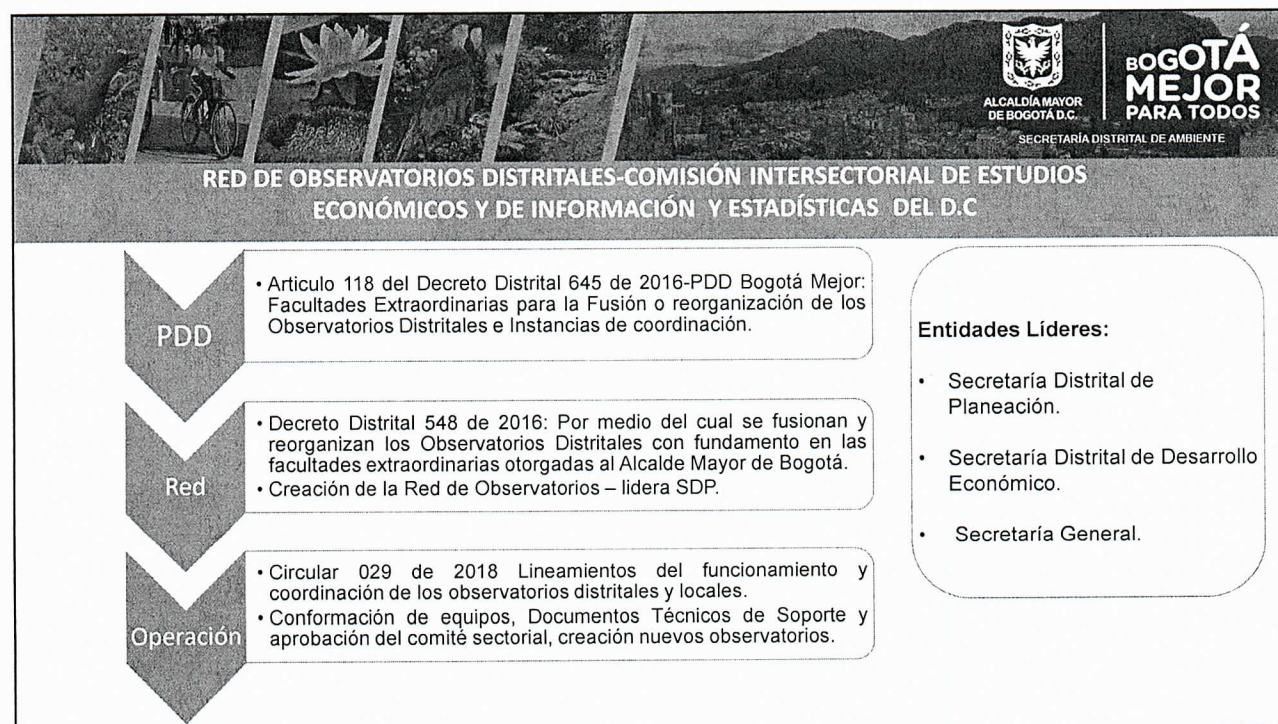 ALCALDÍA MAYOR
DE BOGOTÁ D.C.
BOGOTÁ
MEJOR
PARA TODOS
SECRETARÍA DISTRITAL DE AMBIENTE
RED DE OBSERVATORIOS DISTRITALES-COMISIÓN INTERSECTORIAL DE ESTUDIOS
ECONÓMICOS Y DE INFORMACIÓN Y ESTADÍSTICAS DEL D.C
PDD
• Articulo 118 del Decreto Distrital 645 de 2016-PDD Bogotá Mejor:
Facultades Extraordinarias para la Fusión o reorganización de los
Observatorios Distritales e Instancias de coordinación.
Red
• Decreto Distrital 548 de 2016: Por medio del cual se fusionan y
reorganizan los Observatorios Distritales con fundamento en las
facultades extraordinarias otorgadas al Alcalde Mayor de Bogotá.
• Creación de la Red de Observatorios – lidera SDP.
Operación
• Circular 029 de 2018 Lineamientos del funcionamiento y
coordinación de los observatorios distritales y locales.
• Conformación de equipos, Documentos Técnicos de Soporte y
aprobación del comité sectorial, creación nuevos observatorios.
Entidades Líderes:
• Secretaría Distrital de
Planeación.
• Secretaría Distrital de Desarrollo
Económico.
• Secretaría General.